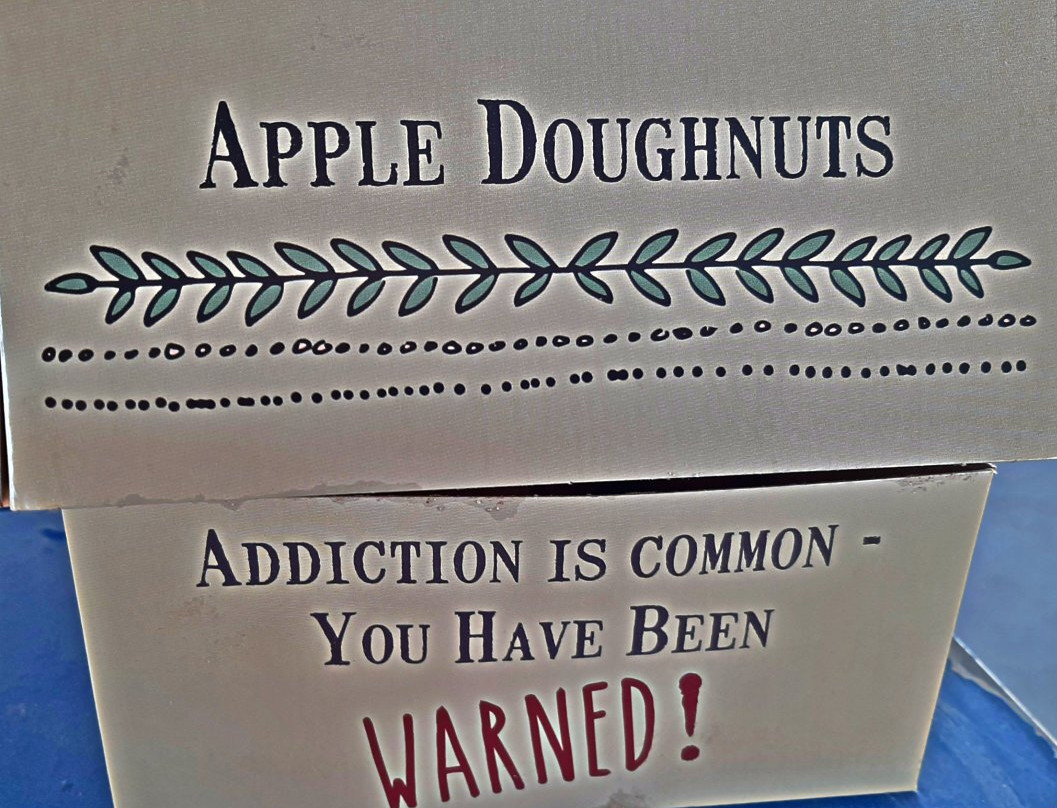 APPLE DOUGHNUTS
ADDICTION IS COMMON -
YOU HAVE BEEN
WARNED!